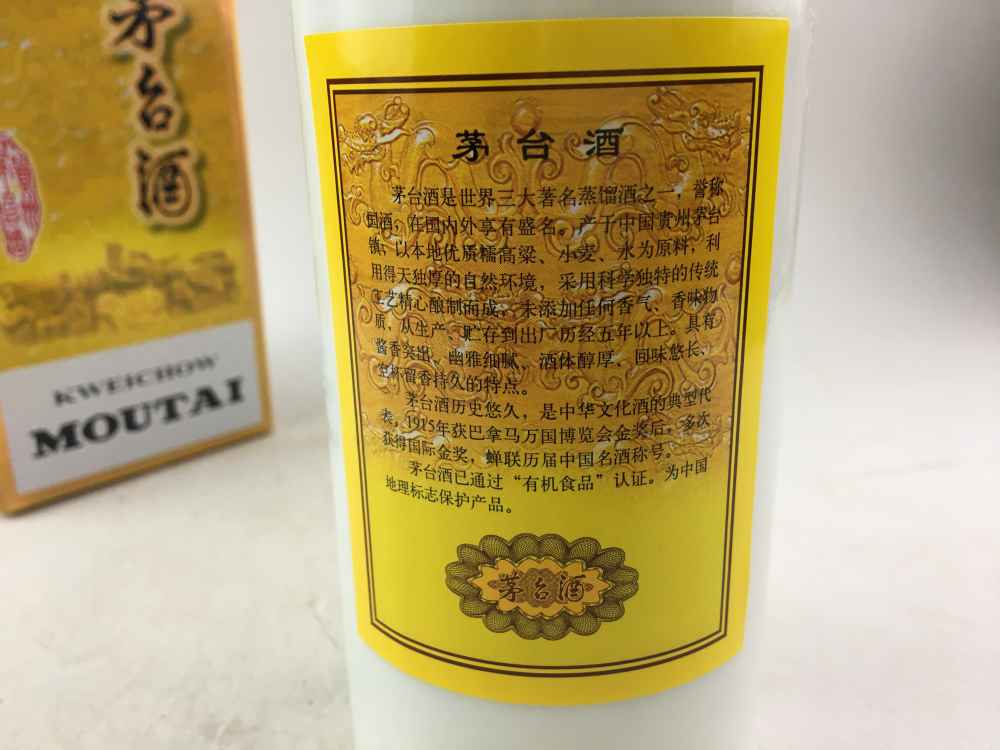 茅台酒
KWEICHOW
MOUTAI
茅台酒
茅台酒是世界三大著名蒸馏酒之一，誉称
国酒，在国内外享有盛名。产于中国贵州茅台
镇，以本地优质糯高粱、小麦、水为原料，利
用得天独厚的自然环境，采用科学独特的传统
工艺精心酿制而成，未添加任何香气、香味物
质，从生产、贮存到出厂历经五年以上。具有
酱香突出、幽雅细腻、酒体醇厚、回味悠长、
空杯留香持久的特点。
茅台酒历史悠久，是中华文化酒的典型代
表，1915年获巴拿马万国博览会金奖后，多次
获得国际金奖，蝉联历届中国名酒称号。
茅台酒已通过“有机食品”认证。为中国
地理标志保护产品。
茅台酒